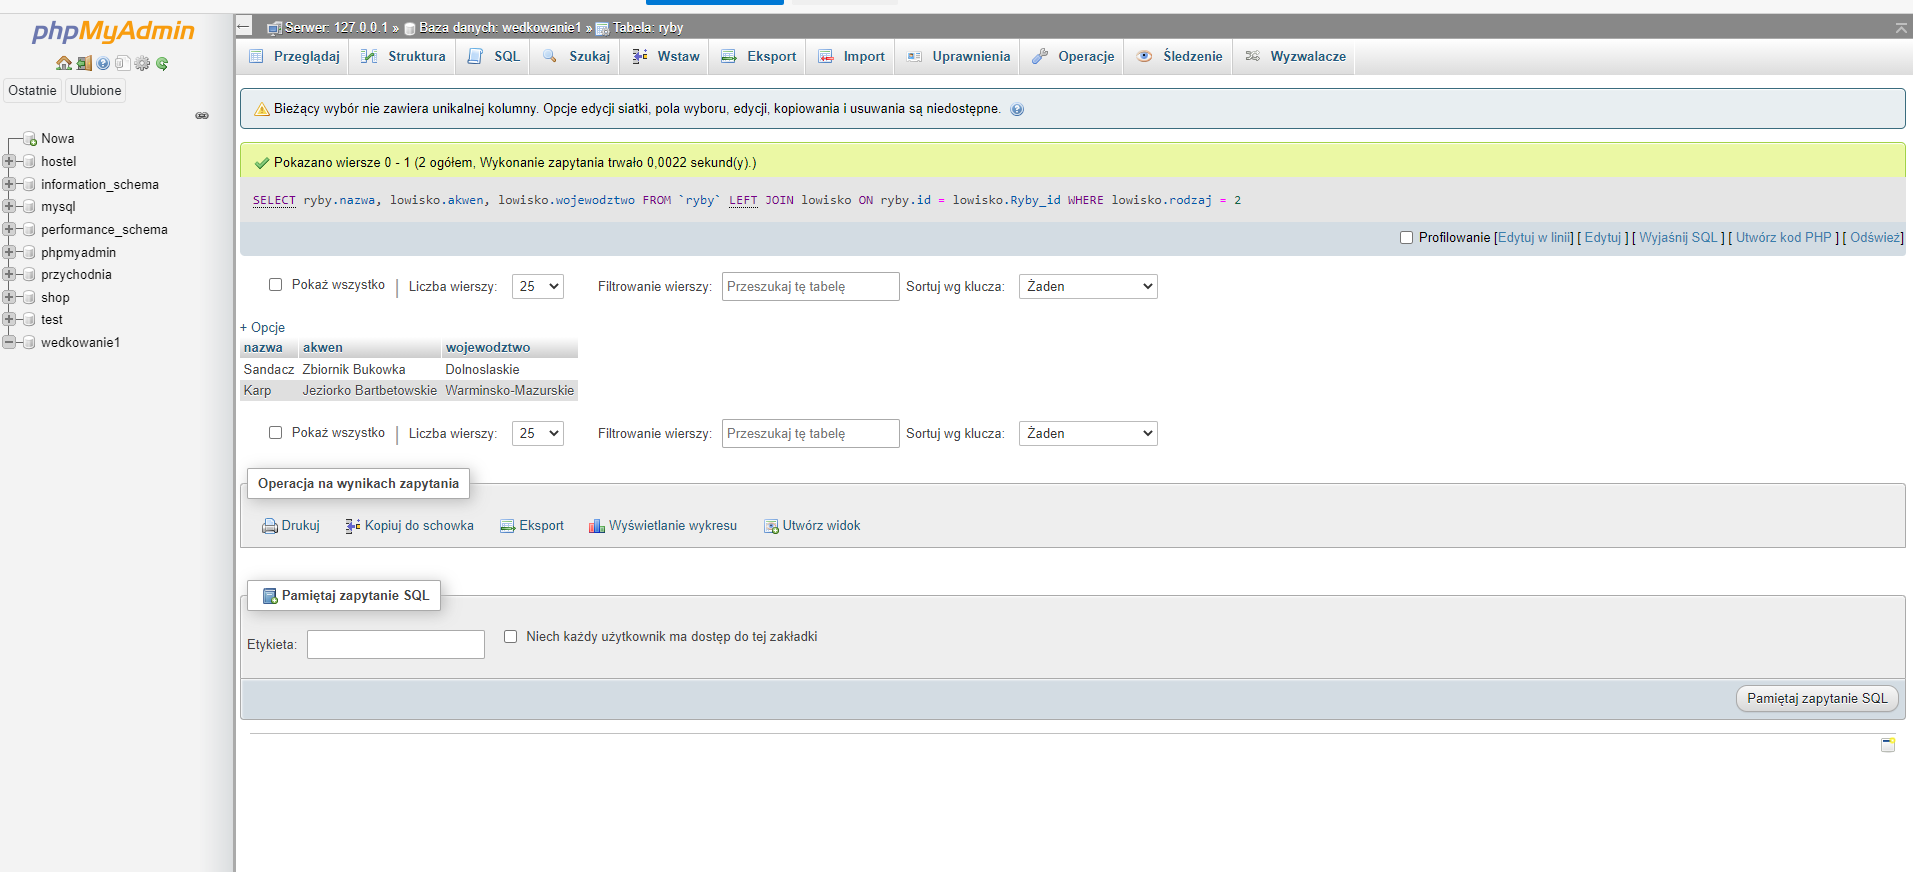 phpMyAdmin
Ostatnie Ulubione
Nowa
hostel
information_schema
mysql
performance_schema
phpmyadmin
przychodnia
shop
test
wedkowanie1
Serwer: 127.0.0.1 » Baza danych: wedkowanie1 » Tabela: ryby
Przeglądaj Struktura SQL Szukaj Wstaw Eksport Import Uprawnienia Operacje Śledzenie Wyzwalacze
Bieżący wybór nie zawiera unikalnej kolumny. Opcje edycji siatki, pola wyboru, edycji, kopiowania i usuwania są niedostępne.
Pokazano wiersze 0 - 1 (2 ogółem, Wykonanie zapytania trwało 0,0022 sekund(y).)
SELECT ryby.nazwa, lowisko.akwen, lowisko.wojewodztwo FROM `ryby` LEFT JOIN lowisko ON ryby.id = lowisko.Ryby_id WHERE lowisko.rodzaj = 2
Profilowanie [Edytuj w linii] [ Edytuj ] [ Wyjaśnij SQL ] [ Utwórz kod PHP ] [ Odśwież]
Pokaż wszystko | Liczba wierszy: 25 Filtrowanie wierszy: Przeszukaj tę tabelę Sortuj wg klucza: Żaden
+ Opcje
nazwa akwen wojewodztwo
Sandacz Zbiornik Bukowka Dolnoslaskie
Karp Jeziorko Bartbetowskie Warminsko-Mazurskie
Pokaż wszystko | Liczba wierszy: 25 Filtrowanie wierszy: Przeszukaj tę tabelę Sortuj wg klucza: Żaden
Operacja na wynikach zapytania
Drukuj Kopiuj do schowka Eksport Wyświetlanie wykresu Utwórz widok
Pamiętaj zapytanie SQL
Etykieta: Niech każdy użytkownik ma dostęp do tej zakładki
Pamiętaj zapytanie SQL